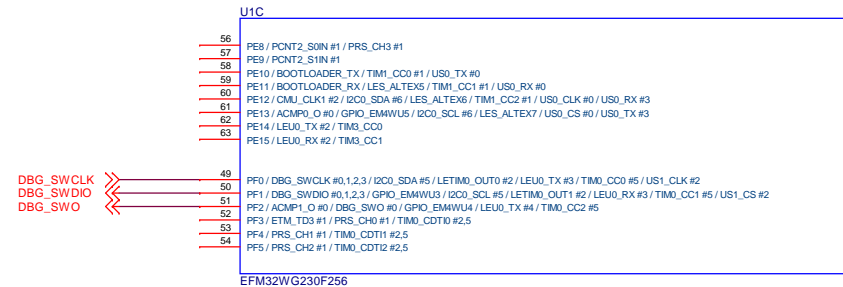 U1C
56 PE8 / PCNT2_S0IN #1 / PRS_CH3 #1
57 PE9 / PCNT2_S1IN #1
58 PE10 / BOOTLOADER_TX / TIM1_CC0 #1 / US0_TX #0
59 PE11 / BOOTLOADER_RX / LES_ALTEX5 / TIM1_CC1 #1 / US0_RX #0
60 PE12 / CMU_CLK1 #2 / I2C0_SDA #6 / LES_ALTEX6 / TIM1_CC2 #1 / US0_CLK #0 / US0_RX #3
61 PE13 / ACMP0_O #0 / GPIO_EM4WU5 / I2C0_SCL #6 / LES_ALTEX7 / US0_CS #0 / US0_TX #3
62 PE14 / LEU0_TX #2 / TIM3_CC0
63 PE15 / LEU0_RX #2 / TIM3_CC1
DBG_SWCLK 49 PF0 / DBG_SWCLK #0,1,2,3 / I2C0_SDA #5 / LETIM0_OUT0 #2 / LEU0_TX #3 / TIM0_CC0 #5 / US1_CLK #2
DBG_SWDIO 50 PF1 / DBG_SWDIO #0,1,2,3 / GPIO_EM4WU3 / I2C0_SCL #5 / LETIM0_OUT1 #2 / LEU0_RX #3 / TIM0_CC1 #5 / US1_CS #2
DBG_SWO 51 PF2 / ACMP1_O #0 / DBG_SWO #0 / GPIO_EM4WU4 / LEU0_TX #4 / TIM0_CC2 #5
52 PF3 / ETM_TD3 #1 / PRS_CH0 #1 / TIM0_CDTI0 #2,5
53 PF4 / PRS_CH1 #1 / TIM0_CDTI1 #2,5
54 PF5 / PRS_CH2 #1 / TIM0_CDTI2 #2,5
EFM32WG230F256